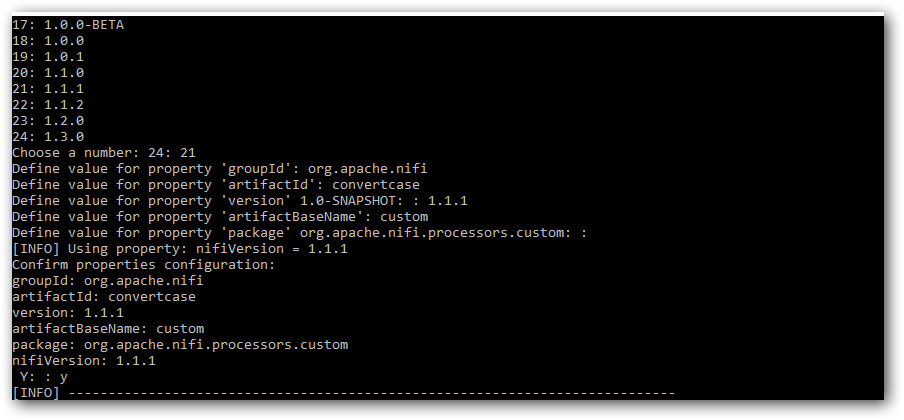 17: 1.0.0-BETA
18: 1.0.0
19: 1.0.1
20: 1.1.0
21: 1.1.1
22: 1.1.2
23: 1.2.0
24: 1.3.0
Choose a number: 24: 21
Define value for property 'groupId': org.apache.nifi
Define value for property 'artifactId': convertcase
Define value for property 'version' 1.0-SNAPSHOT: : 1.1.1
Define value for property 'artifactBaseName': custom
Define value for property 'package' org.apache.nifi.processors.custom: :
[INFO] Using property: nifiVersion = 1.1.1
Confirm properties configuration:
groupId: org.apache.nifi
artifactId: convertcase
version: 1.1.1
artifactBaseName: custom
package: org.apache.nifi.processors.custom
nifiVersion: 1.1.1
 Y: : y
[INFO] ----------------------------------------------------------------------------